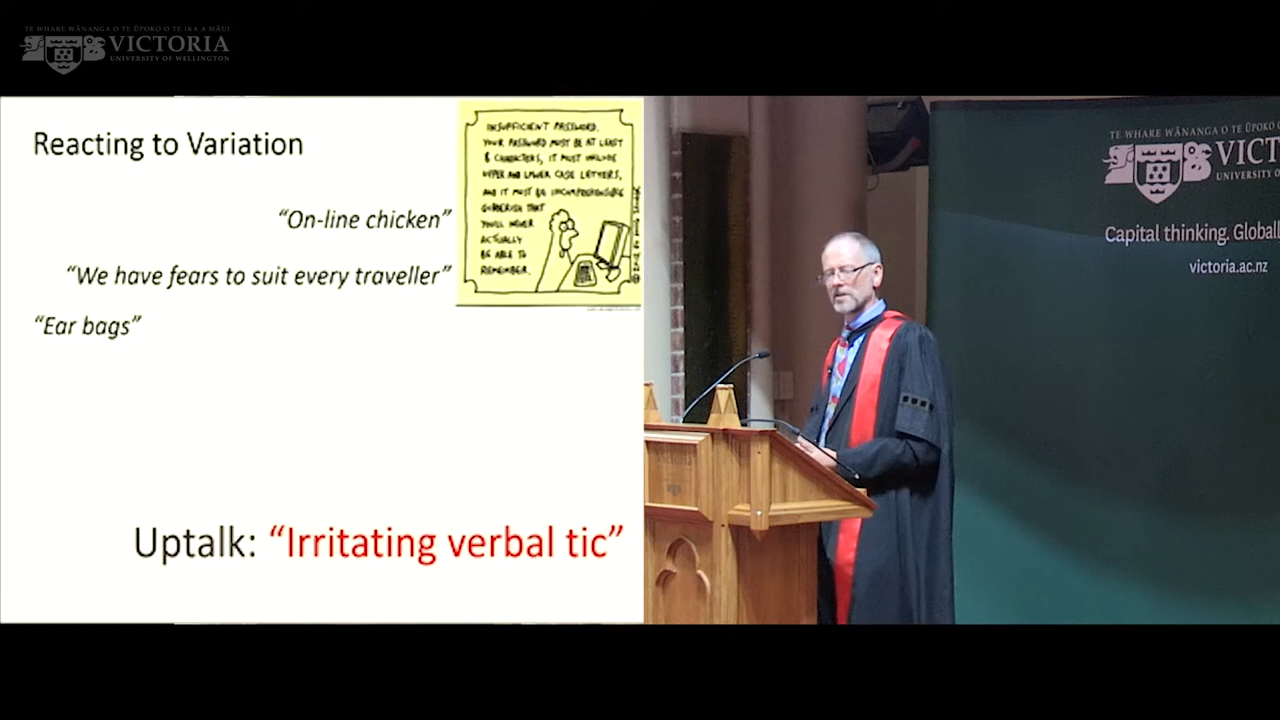 TE WHARE WĀNANGA O TE ŪPOKO O TE IKA A MĀUI
VICTORIA
UNIVERSITY OF WELLINGTON
Reacting to Variation
INSUFFICIENT PASSWORD.
YOUR PASSWORD MUST BE AT LEAST
8 CHARACTERS, IT MUST INCLUDE
UPPER AND LOWER CASE LETTERS,
AND IT MUST BE INCOMPREHENSIBLE
GIBBERISH THAT
YOU'LL NEVER
ACTUALLY
BE ABLE TO
REMEMBER.
“On-line chicken”
“We have fears to suit every traveller”
“Ear bags”
Uptalk: “Irritating verbal tic”
TE WHARE WĀNANGA O TE ŪPOKO O
VICT
UNIVERSITY O
Capital thinking. Globall
victoria.ac.nz